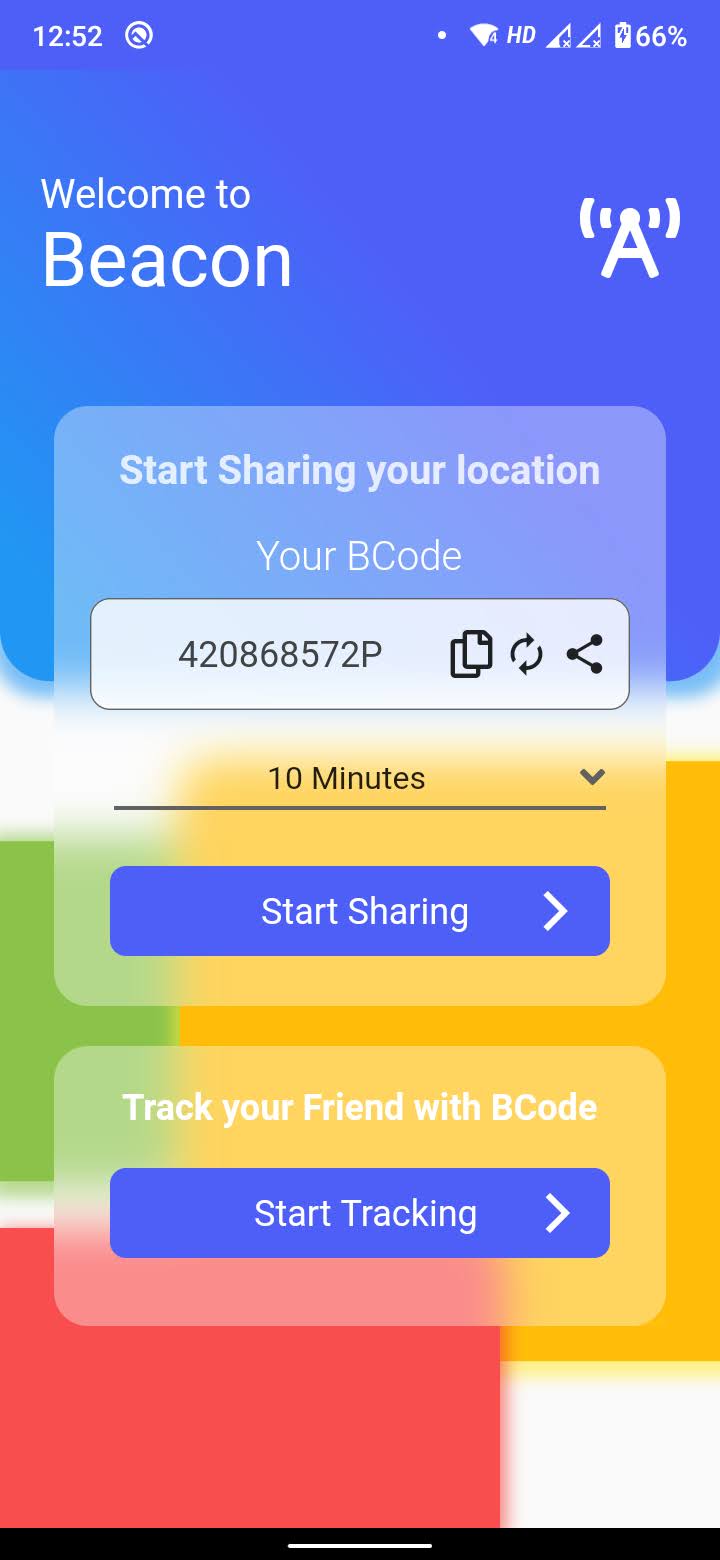 12:52
4 HD 66%
Welcome to
Beacon
Start Sharing your location
Your BCode
420868572P
10 Minutes
Start Sharing
Track your Friend with BCode
Start Tracking